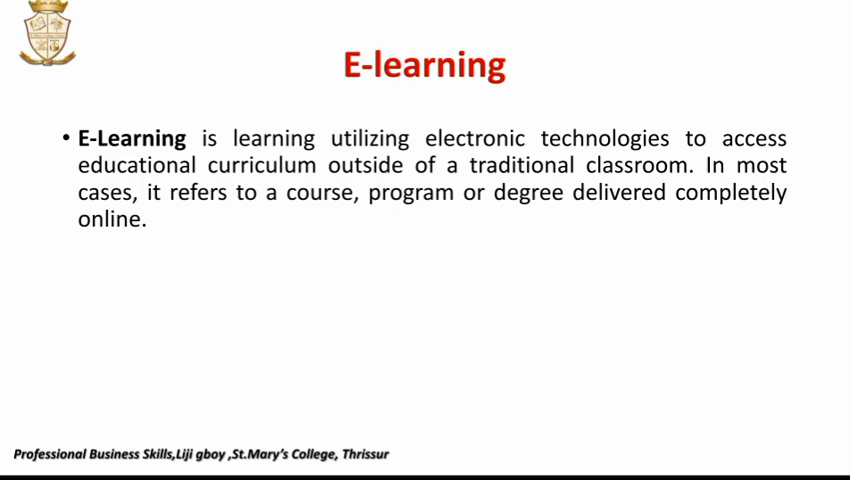 E-learning
• E-Learning is learning utilizing electronic technologies to access
educational curriculum outside of a traditional classroom. In most
cases, it refers to a course, program or degree delivered completely
online.
Professional Business Skills,Liji gboy ,St.Mary's College, Thrissur